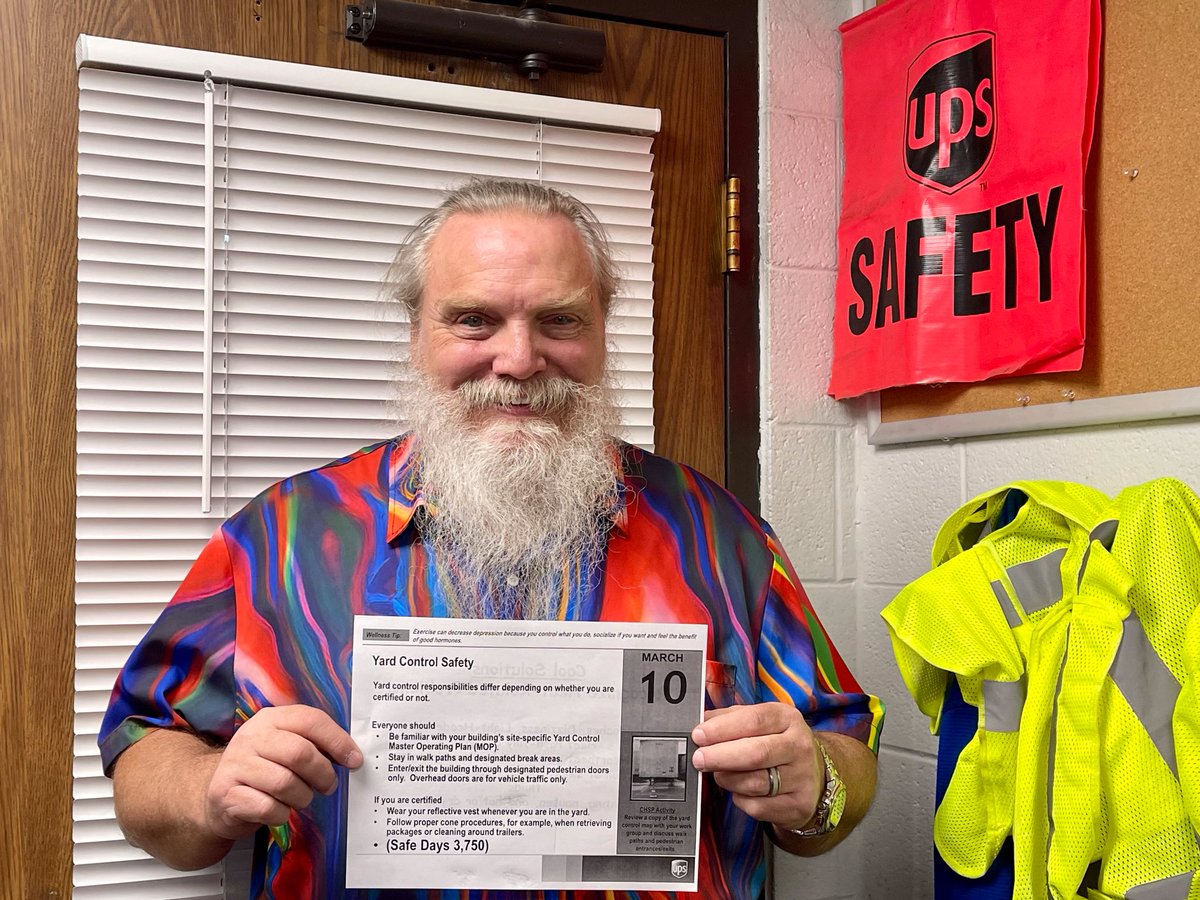 ups
SAFETY
Wellness Tip: Exercise can decrease depression because you control what you do, socialize if you want and feel the benefit
of good hormones.
Yard Control Safety
Yard control responsibilities differ depending on whether you are
certified or not.
Everyone should
• Be familiar with your building's site-specific Yard Control
Master Operating Plan (MOP).
• Stay in walk paths and designated break areas.
• Enter/exit the building through designated pedestrian doors
only. Overhead doors are for vehicle traffic only.
If you are certified
• Wear your reflective vest whenever you are in the yard.
• Follow proper cone procedures, for example, when retrieving
packages or cleaning around trailers.
• (Safe Days 3,750)
MARCH
10
CHSP Activity
Review a copy of the yard
control map with your work
group and discuss walk
paths and pedestrian
entrances/exits.
ups